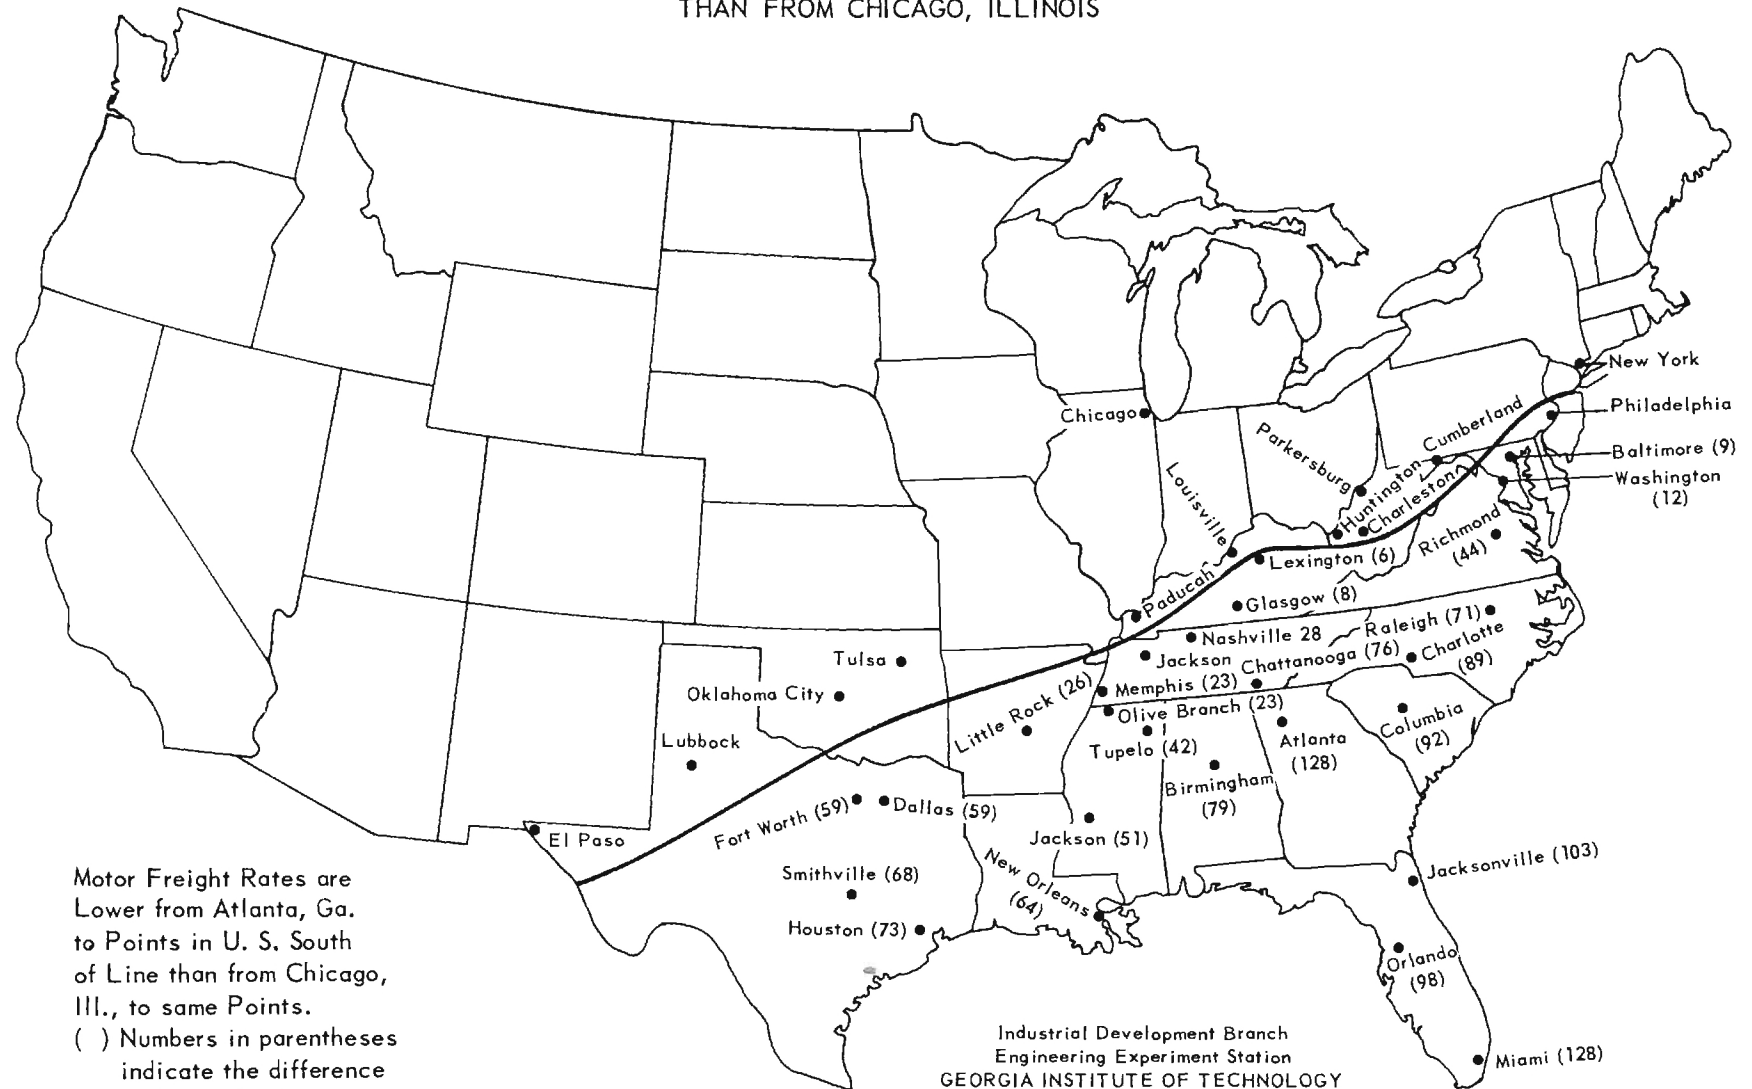 THAN FROM CHICAGO, ILLINOIS
New York
Philadelphia
Baltimore (9)
Washington
(12)
Cumberland
Chicago
Parkersburg
Huntington
Charleston
Louisville
Richmond
(44)
Lexington (6)
Paducah
Glasgow (8)
Raleigh (71)
Nashville 28
Charlotte
(89)
Tulsa
Jackson
Chattanooga (76)
Oklahoma City
Little Rock (26)
Memphis (23)
Olive Branch (23)
Columbia
(92)
Lubbock
Tupelo (42)
Atlanta
(128)
Birmingham
(79)
Fort Worth (59)
Dallas (59)
El Paso
Jackson (51)
Jacksonville (103)
New Orleans
(64)
Smithville (68)
Houston (73)
Orlando
(98)
Miami (128)
Motor Freight Rates are
Lower from Atlanta, Ga.
to Points in U. S. South
of Line than from Chicago,
Ill., to same Points.
( ) Numbers in parentheses
indicate the difference
Industrial Development Branch
Engineering Experiment Station
GEORGIA INSTITUTE OF TECHNOLOGY